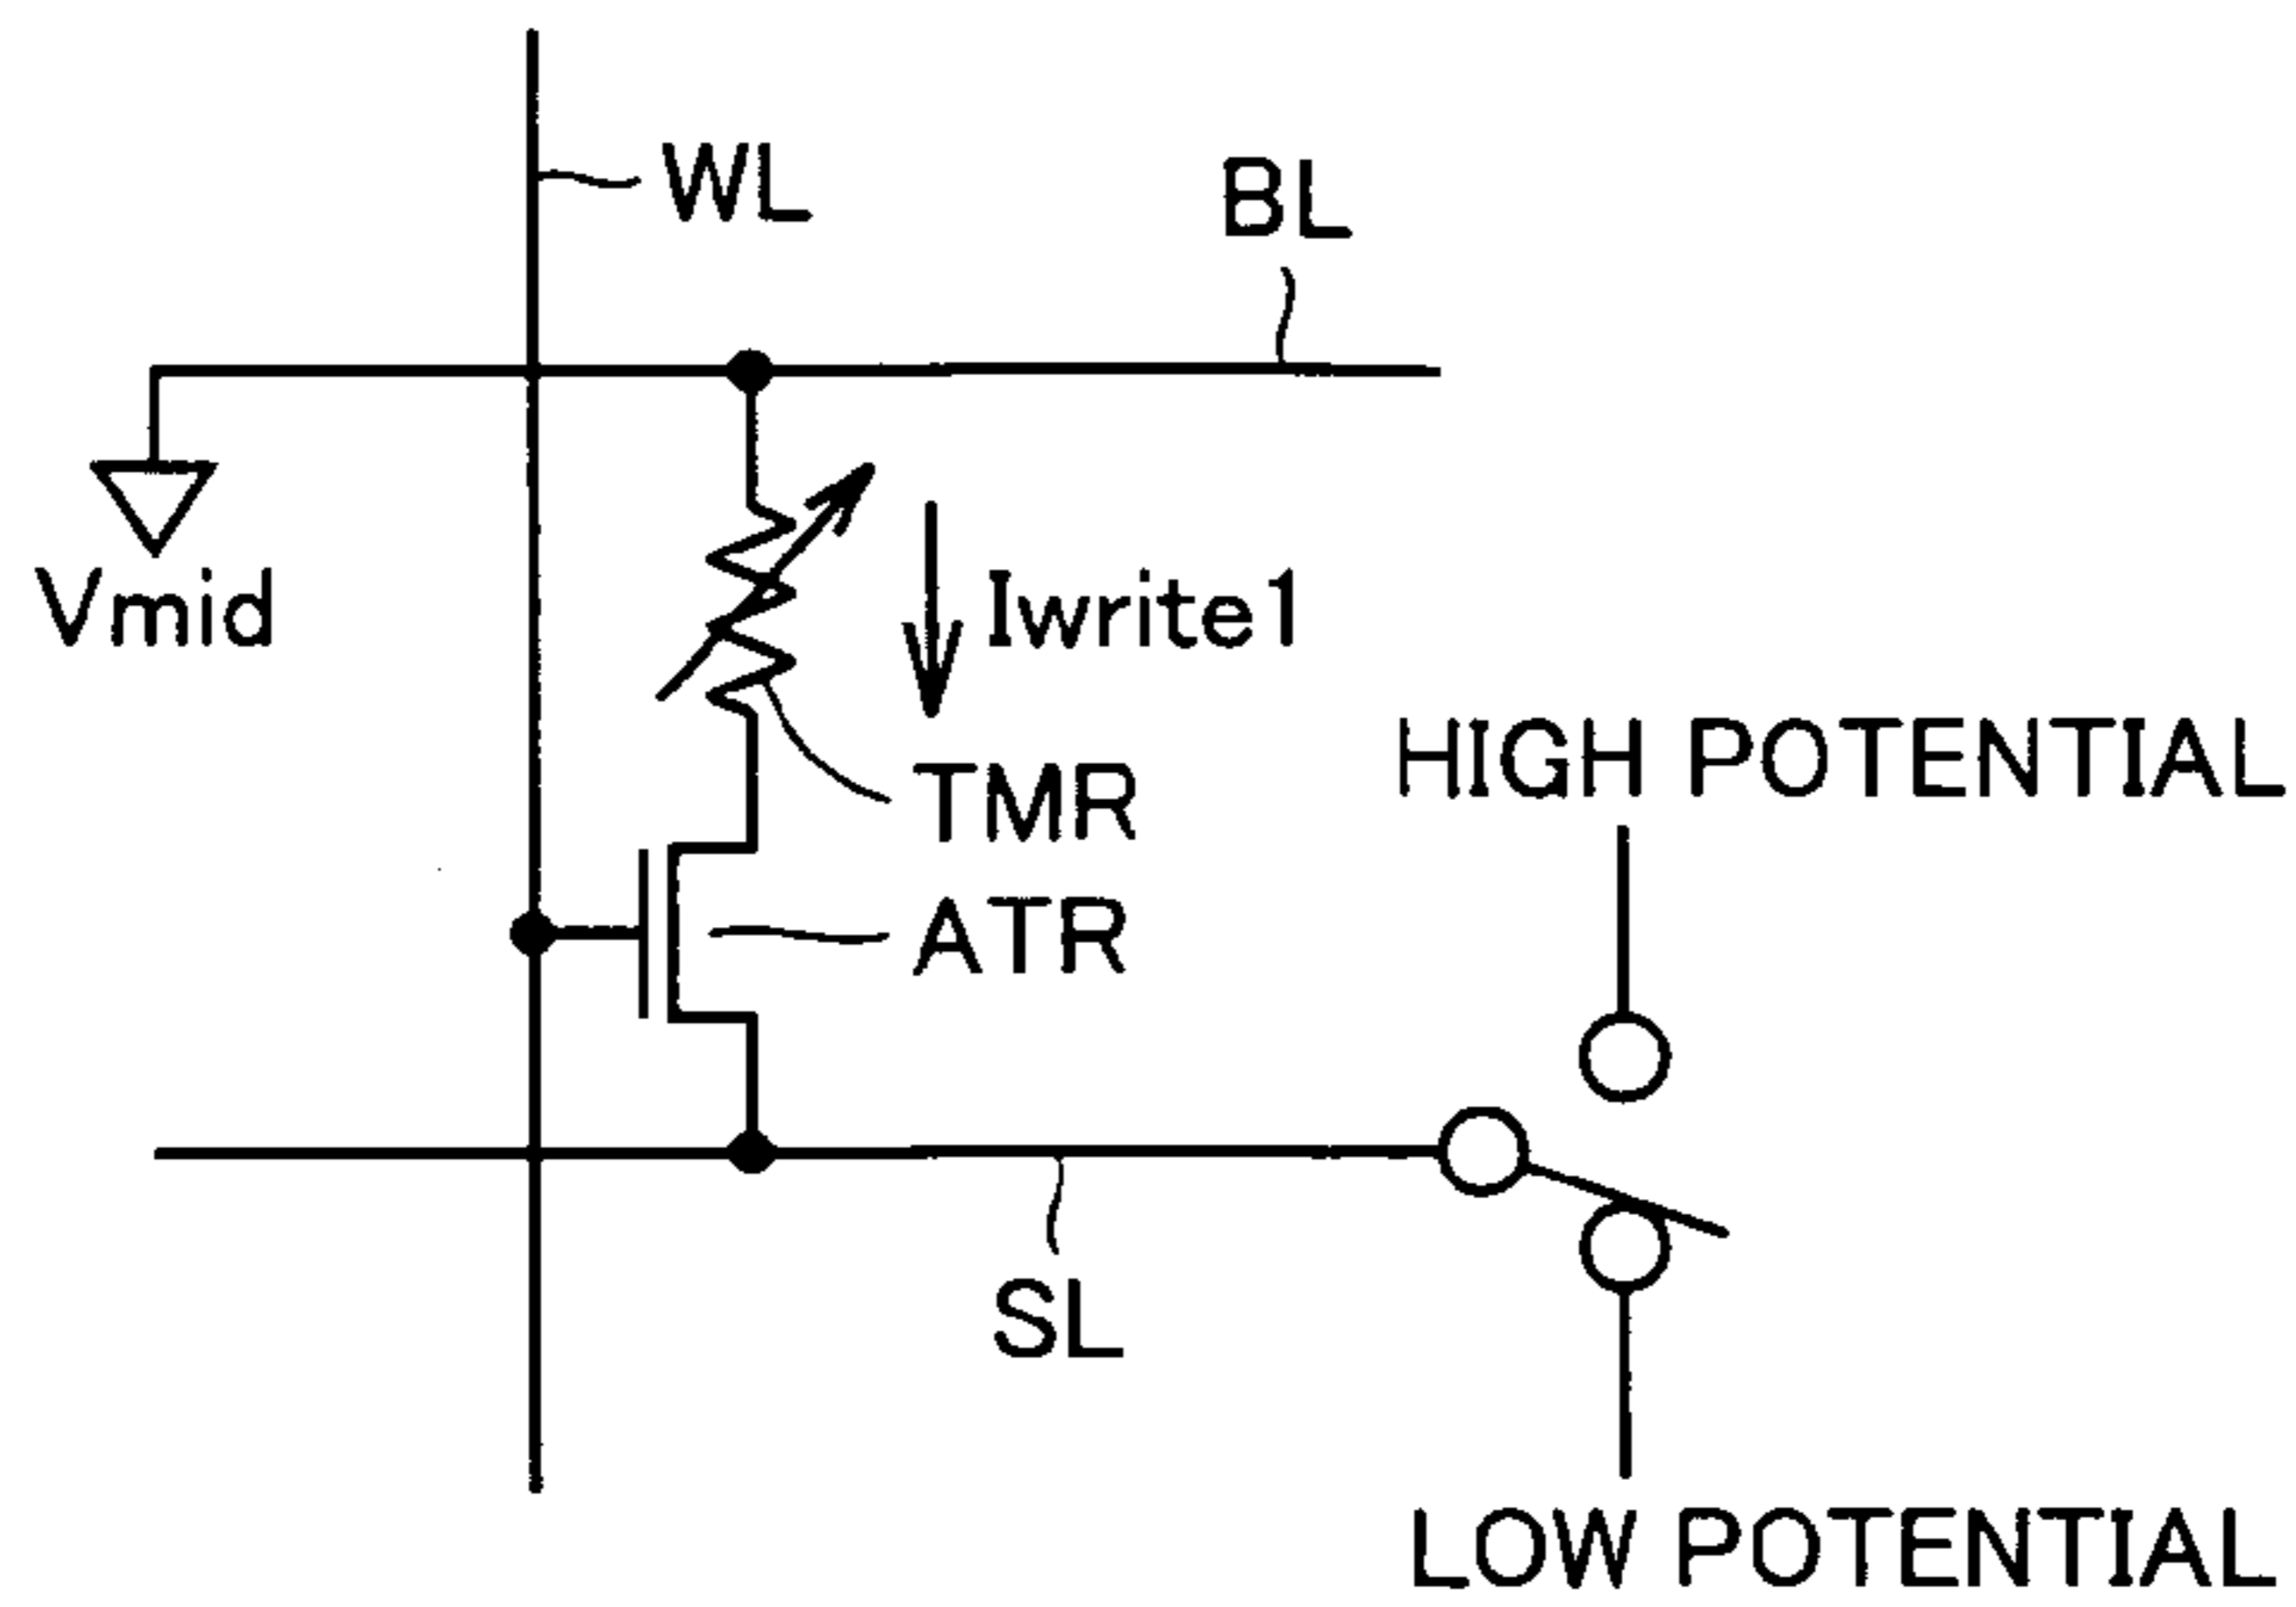 WL
BL
Vmid
Iwrite1
HIGH POTENTIAL
TMR
ATR
SL
LOW POTENTIAL